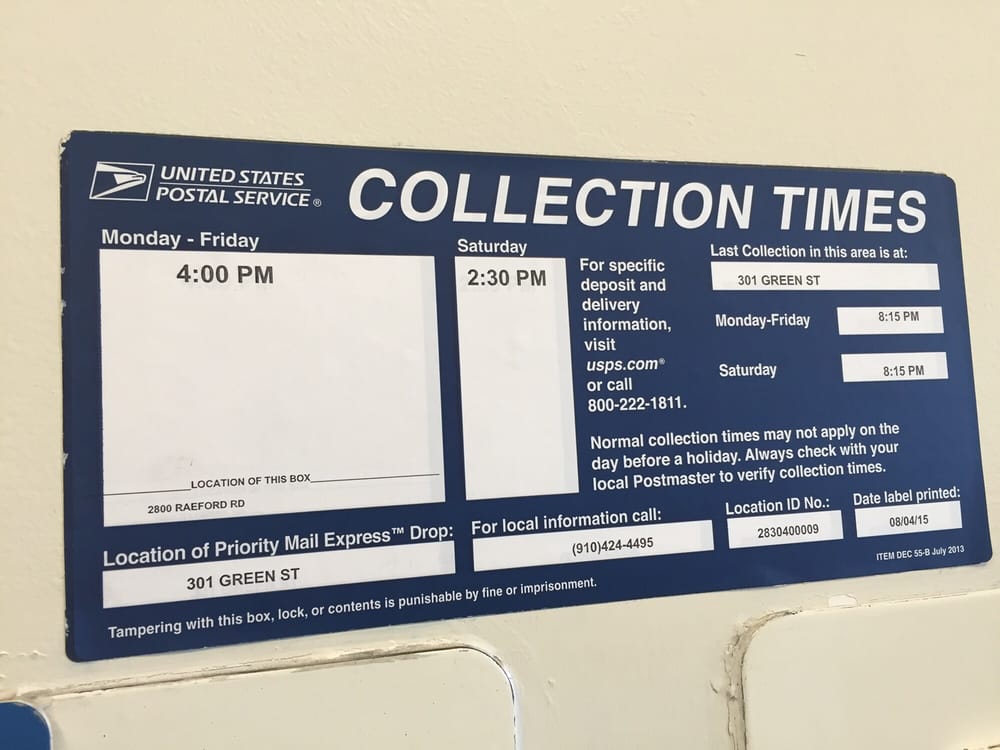 UNITED STATES
POSTAL SERVICE®
COLLECTION TIMES
Monday - Friday
4:00 PM
LOCATION OF THIS BOX
2800 RAEFORD RD
Saturday
2:30 PM
For specific
deposit and
delivery
information,
visit
usps.com®
or call
800-222-1811.
Last Collection in this area is at:
301 GREEN ST
Monday-Friday
8:15 PM
Saturday
8:15 PM
Normal collection times may not apply on the
day before a holiday. Always check with your
local Postmaster to verify collection times.
Location of Priority Mail Express™ Drop:
301 GREEN ST
For local information call:
(910)424-4495
Location ID No.:
2830400009
Date label printed:
08/04/15
ITEM DEC 55-B July 2013
Tampering with this box, lock, or contents is punishable by fine or imprisonment.